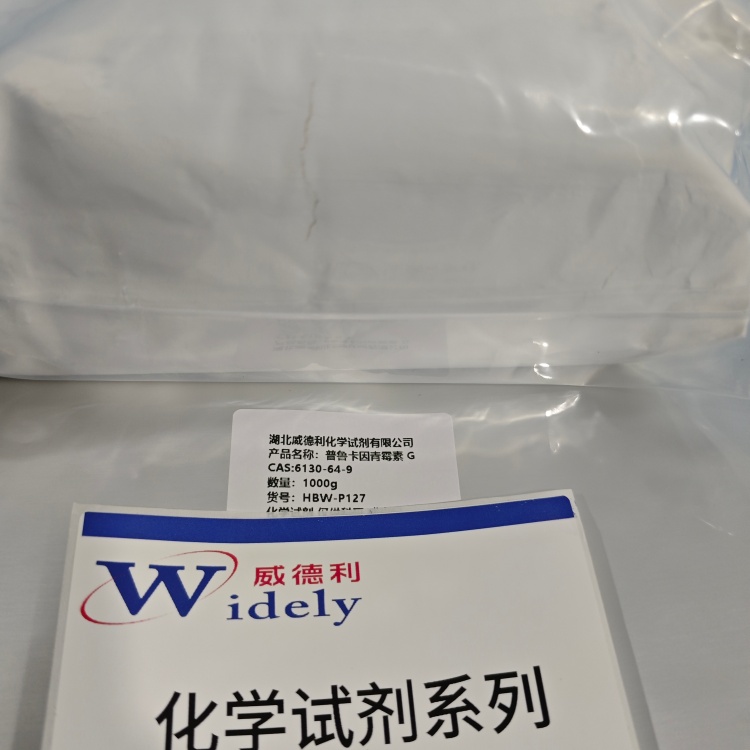 湖北威德利化学试剂有限公司
产品名称：普鲁卡因青霉素 G
CAS:6130-64-9
数量：1000g
货号：HBW-P127
威德利
Widely
化学试剂系列